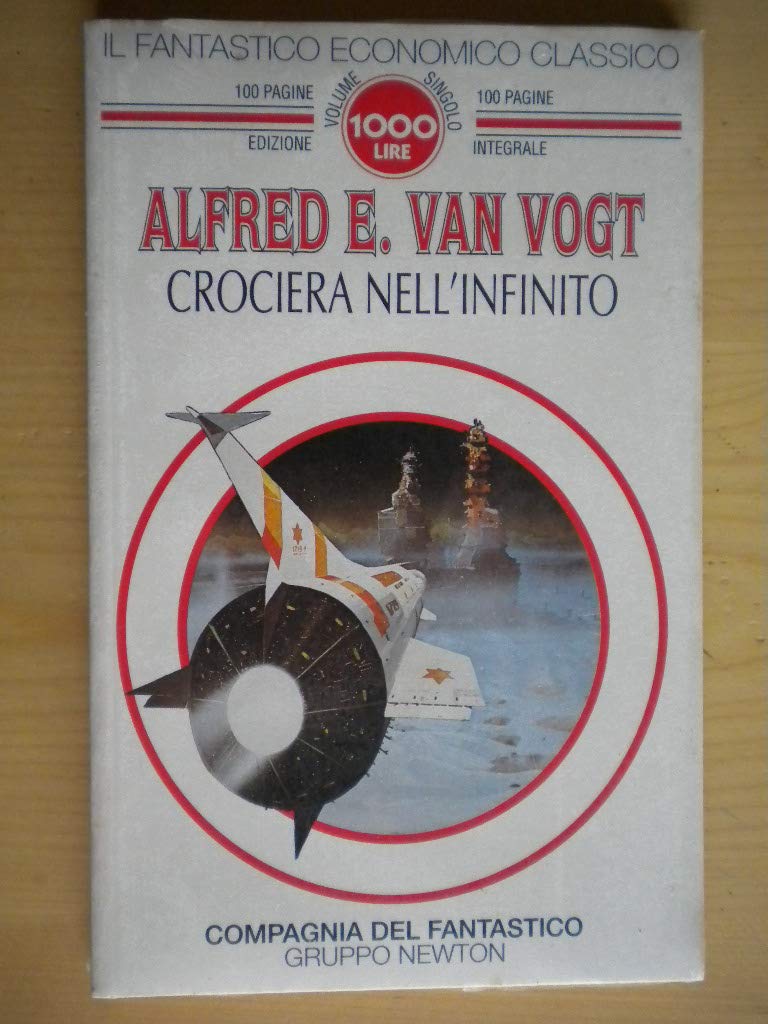 IL FANTASTICO ECONOMICO CLASSICO
100 PAGINE
VOLUME SINGOLO
100 PAGINE
1000
LIRE
EDIZIONE
INTEGRALE
ALFRED E. VAN VOGT
CROCIERA NELL'INFINITO
COMPAGNIA DEL FANTASTICO
GRUPPO NEWTON